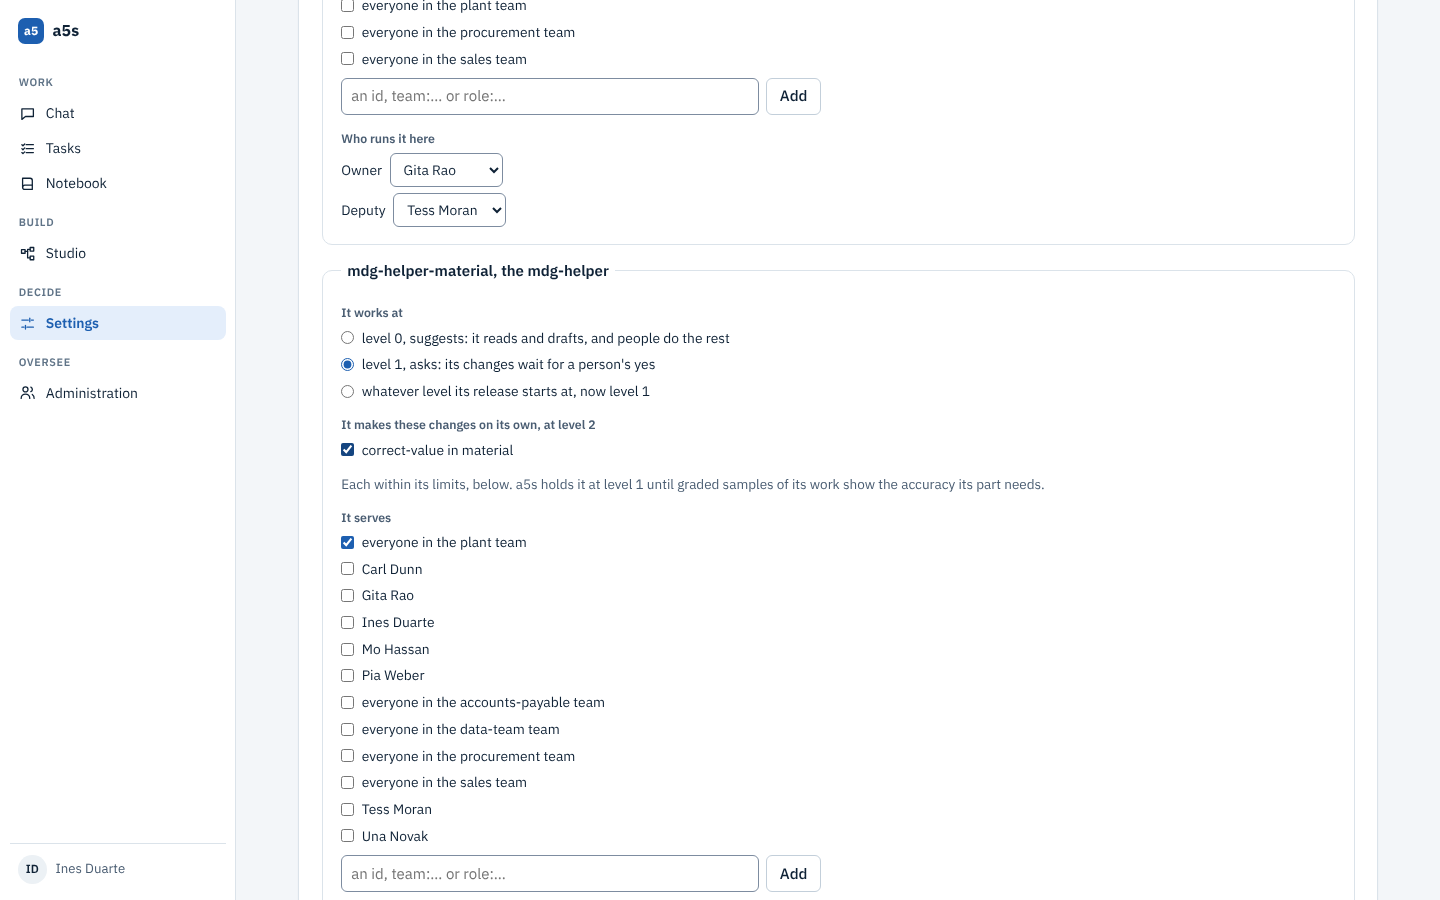 a5 a5s
WORK
Chat
Tasks
Notebook
BUILD
Studio
DECIDE
Settings
OVERSEE
Administration
ID Ines Duarte
everyone in the plant team
everyone in the procurement team
everyone in the sales team
an id, team:... or role:... Add
Who runs it here
Owner Gita Rao
Deputy Tess Moran
mdg-helper-material, the mdg-helper
It works at
level 0, suggests: it reads and drafts, and people do the rest
level 1, asks: its changes wait for a person's yes
whatever level its release starts at, now level 1
It makes these changes on its own, at level 2
correct-value in material
Each within its limits, below. a5s holds it at level 1 until graded samples of its work show the accuracy its part needs.
It serves
everyone in the plant team
Carl Dunn
Gita Rao
Ines Duarte
Mo Hassan
Pia Weber
everyone in the accounts-payable team
everyone in the data-team team
everyone in the procurement team
everyone in the sales team
Tess Moran
Una Novak
an id, team:... or role:... Add